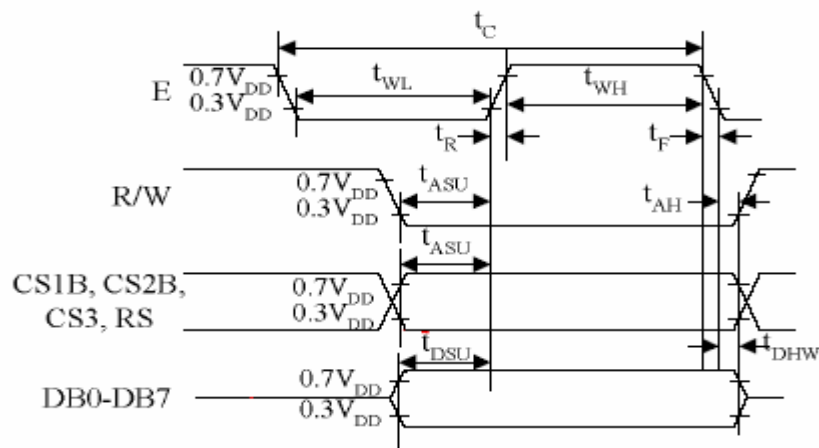 t_C
E
0.7V_DD
0.3V_DD
t_WL
t_WH
t_R
t_F
R/W
0.7V_DD
0.3V_DD
t_ASU
t_AH
t_ASU
CS1B, CS2B,
CS3, RS
0.7V_DD
0.3V_DD
t_DSU
t_DHW
DB0-DB7
0.7V_DD
0.3V_DD